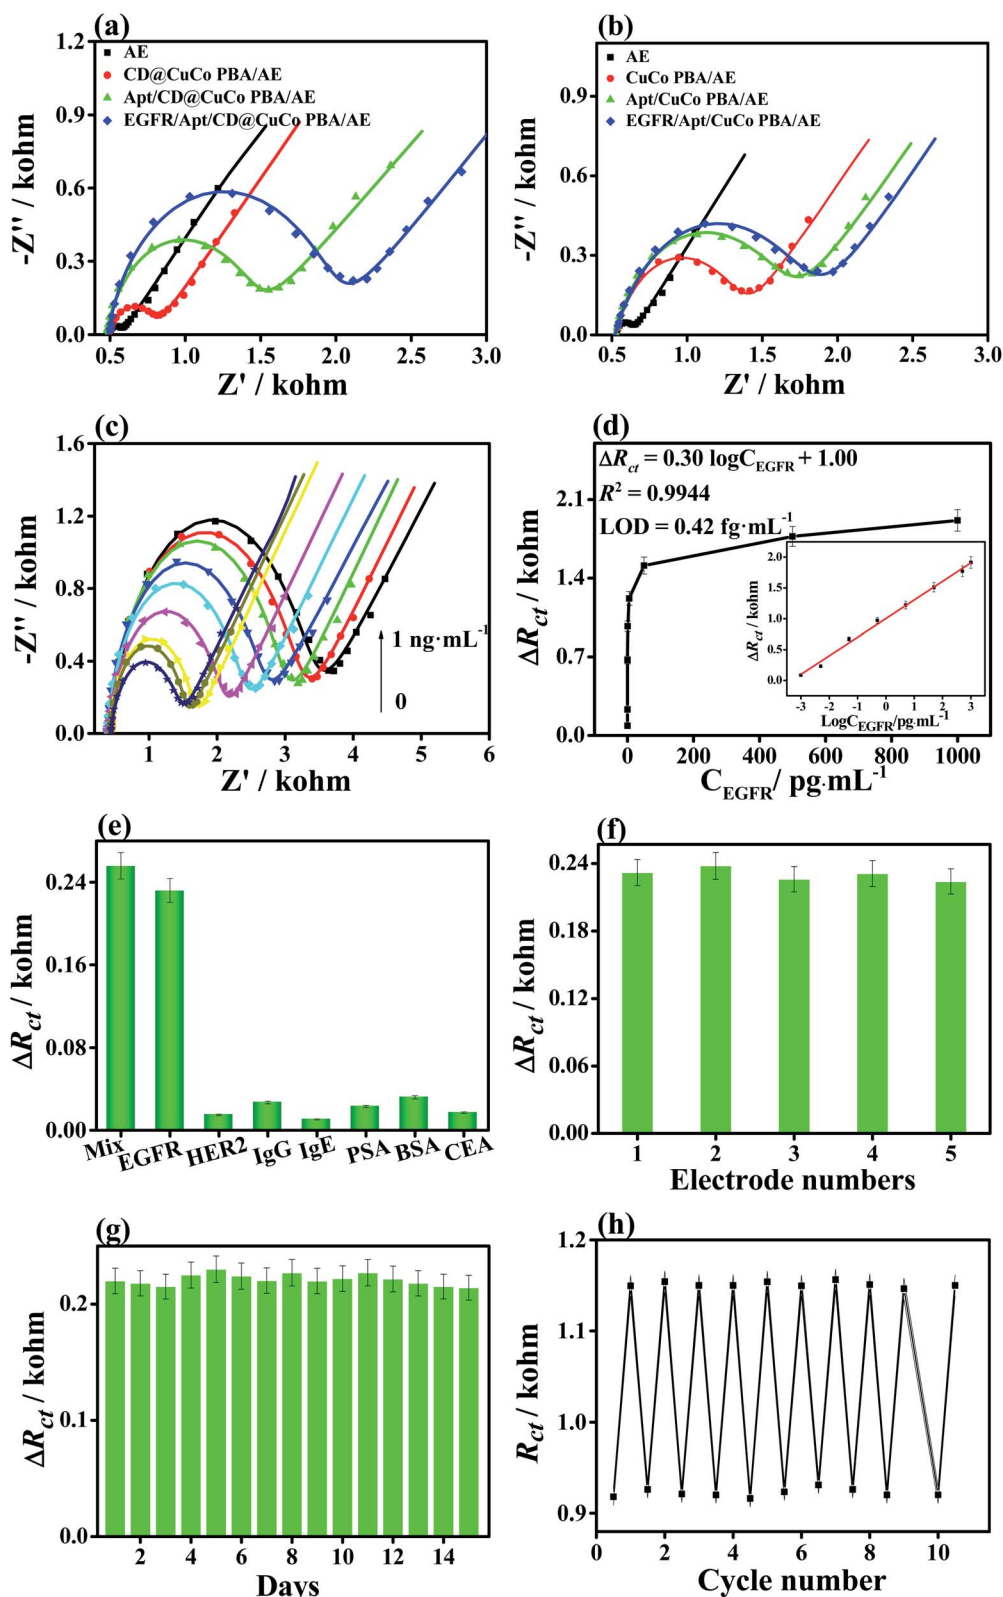 (a)
1.2
0.9
0.6
0.3
0.0
-Z'' / kohm
AE
CD@CuCo PBA/AE
Apt/CD@CuCo PBA/AE
EGFR/Apt/CD@CuCo PBA/AE
0.5 1.0 1.5 2.0 2.5 3.0
Z' / kohm
(b)
0.9
0.6
0.3
0.0
-Z'' / kohm
AE
CuCo PBA/AE
Apt/CuCo PBA/AE
EGFR/Apt/CuCo PBA/AE
0.5 1.0 1.5 2.0 2.5 3.0
Z' / kohm
(c)
1.6
1.2
0.8
0.4
0.0
-Z'' / kohm
1 ng·mL⁻¹
0
1 2 3 4 5 6
Z' / kohm
(d)
2.1
1.4
0.7
0.0
ΔR_ct / kohm
ΔR_ct = 0.30 logC_EGFR + 1.00
R² = 0.9944
LOD = 0.42 fg·mL⁻¹
2.0
1.5
1.0
0.5
0.0
ΔR_ct / kohm
-3 -2 -1 0 1 2 3
LogC_EGFR/pg·mL⁻¹
0 200 400 600 800 1000
C_EGFR/ pg·mL⁻¹
(e)
0.24
0.16
0.08
0.00
ΔR_ct / kohm
Mix EGFR HER2 IgG IgE PSA BSA CEA
(f)
0.24
0.18
0.12
0.06
0.00
ΔR_ct / kohm
1 2 3 4 5
Electrode numbers
(g)
0.2
0.1
0.0
ΔR_ct / kohm
2 4 6 8 10 12 14
Days
(h)
1.2
1.1
1.0
0.9
R_ct / kohm
0 2 4 6 8 10
Cycle number